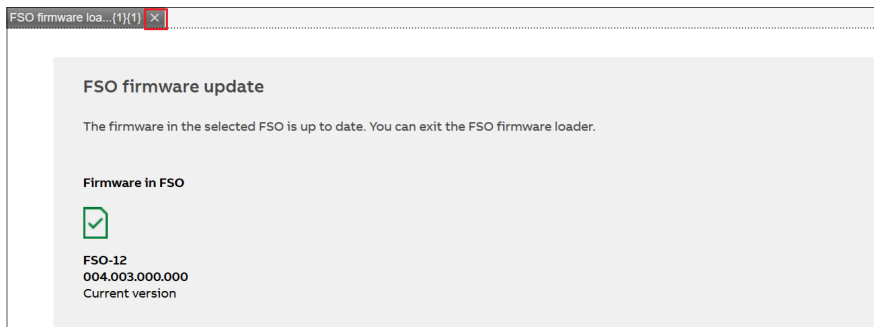 FSO firmware loa...{1}{1} ×
FSO firmware update
The firmware in the selected FSO is up to date. You can exit the FSO firmware loader.
Firmware in FSO
FSO-12
004.003.000.000
Current version